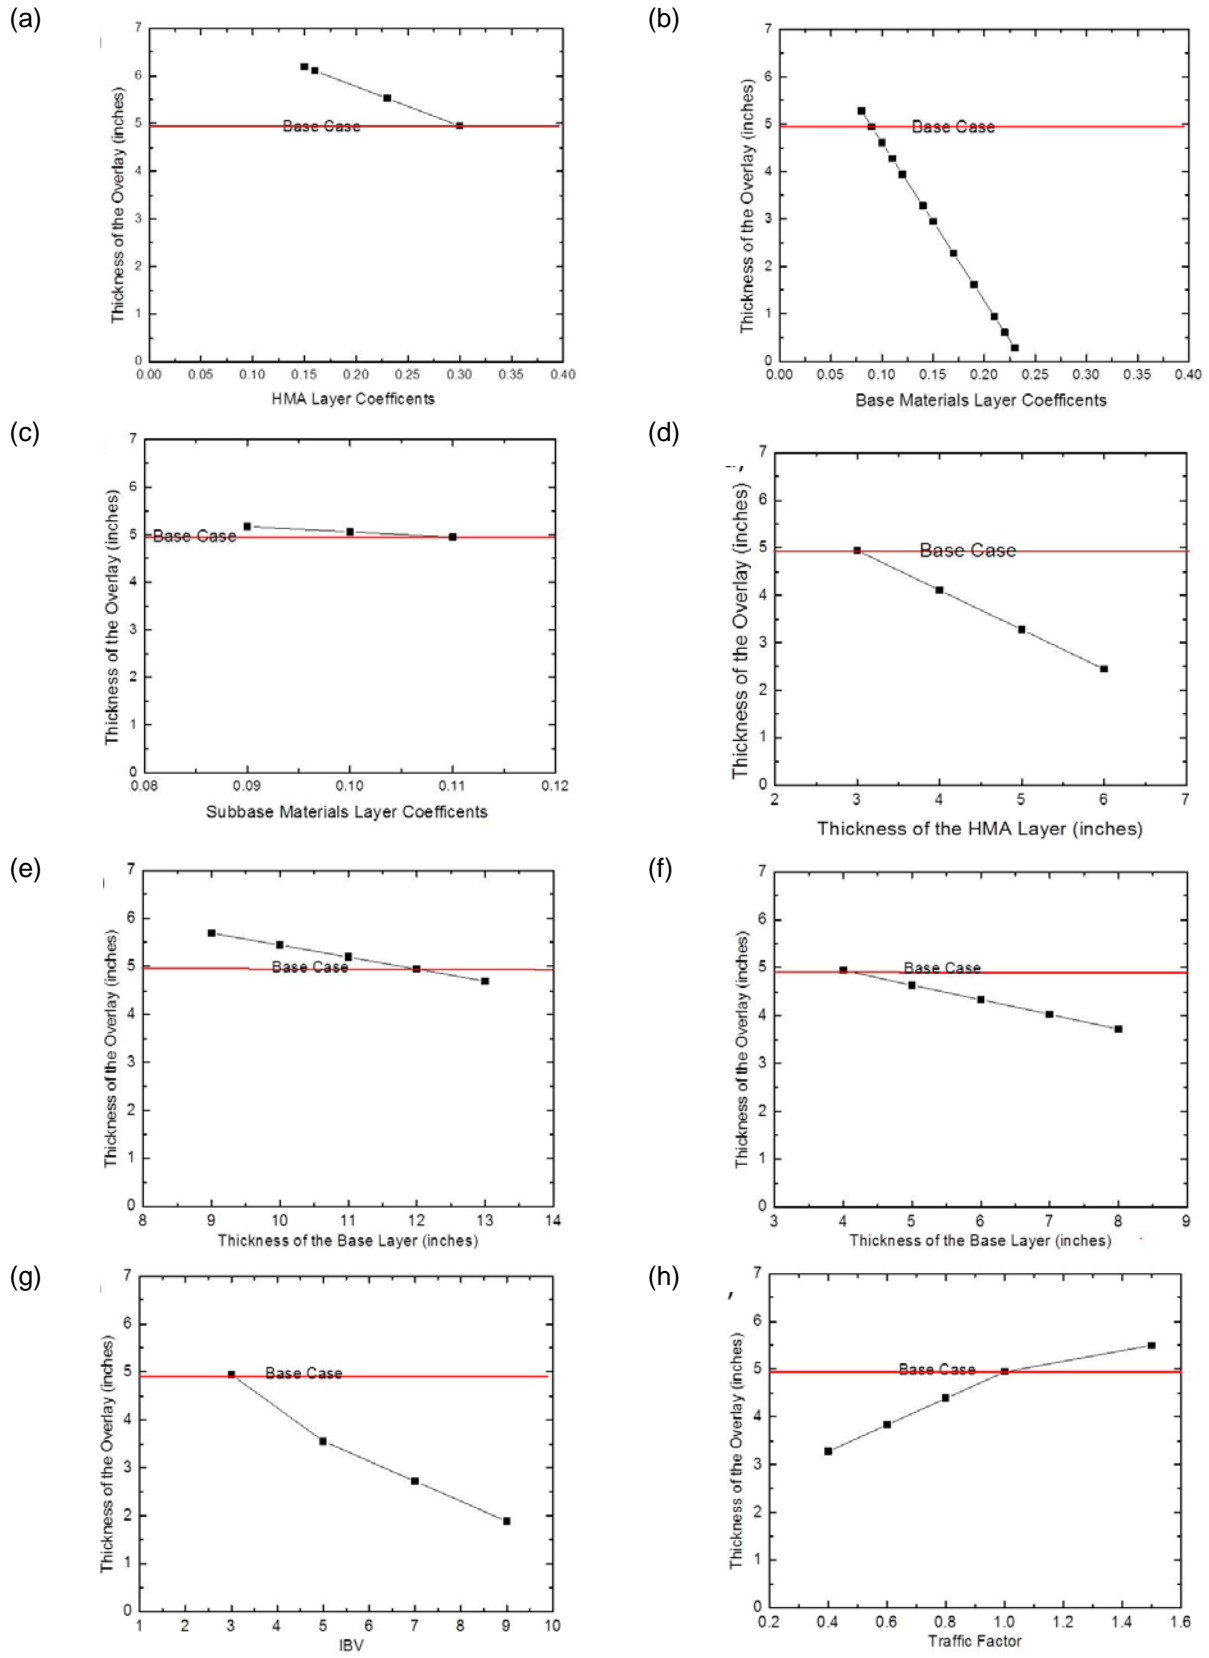 (a)
7
6
5
4
3
2
1
0
Thickness of the Overlay (inches)
Base Case
0.00 0.05 0.10 0.15 0.20 0.25 0.30 0.35 0.40
HMA Layer Coefficents
(b)
7
6
5
4
3
2
1
0
Thickness of the Overlay (inches)
Base Case
0.00 0.05 0.10 0.15 0.20 0.25 0.30 0.35 0.40
Base Materials Layer Coefficents
(c)
7
6
5
4
3
2
1
0
Thickness of the Overlay (inches)
Base Case
0.08 0.09 0.10 0.11 0.12
Subbase Materials Layer Coefficents
(d)
7
6
5
4
3
2
1
0
Thickness of the Overlay (inches)
Base Case
2 3 4 5 6 7
Thickness of the HMA Layer (inches)
(e)
7
6
5
4
3
2
1
0
Thickness of the Overlay (inches)
Base Case
8 9 10 11 12 13 14
Thickness of the Base Layer (inches)
(f)
7
6
5
4
3
2
1
0
Thickness of the Overlay (inches)
Base Case
3 4 5 6 7 8 9
Thickness of the Base Layer (inches)
(g)
7
6
5
4
3
2
1
0
Thickness of the Overlay (inches)
Base Case
1 2 3 4 5 6 7 8 9 10
IBV
(h)
7
6
5
4
3
2
1
0
Thickness of the Overlay (inches)
Base Case
0.2 0.4 0.6 0.8 1.0 1.2 1.4 1.6
Traffic Factor